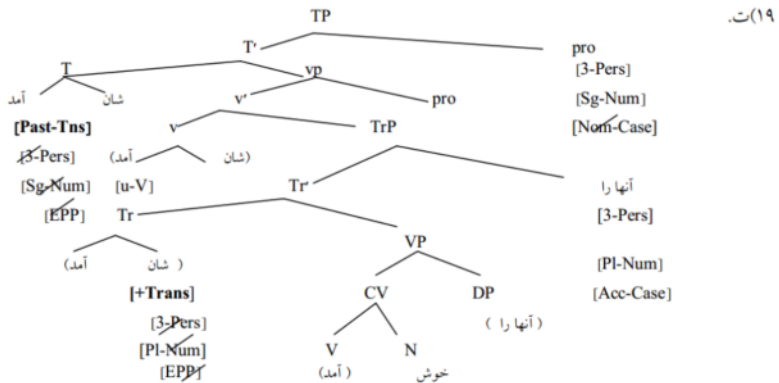 ۱۹)ت.
TP
T' pro
T vp [3-Pers]
آمد شان v' pro [Sg-Num]
[Past-Tns] v TrP [Nom-Case]
[3-Pers] (آمد) (شان)
[Sg-Num] [u-V] Tr' آنها را
[EPP] Tr [3-Pers]
VP
(آمد) (شان) [Pl-Num]
[+Trans] CV DP [Acc-Case]
[3-Pers] (آنها را)
[Pl-Num] V N
[EPP] (آمد) خوش